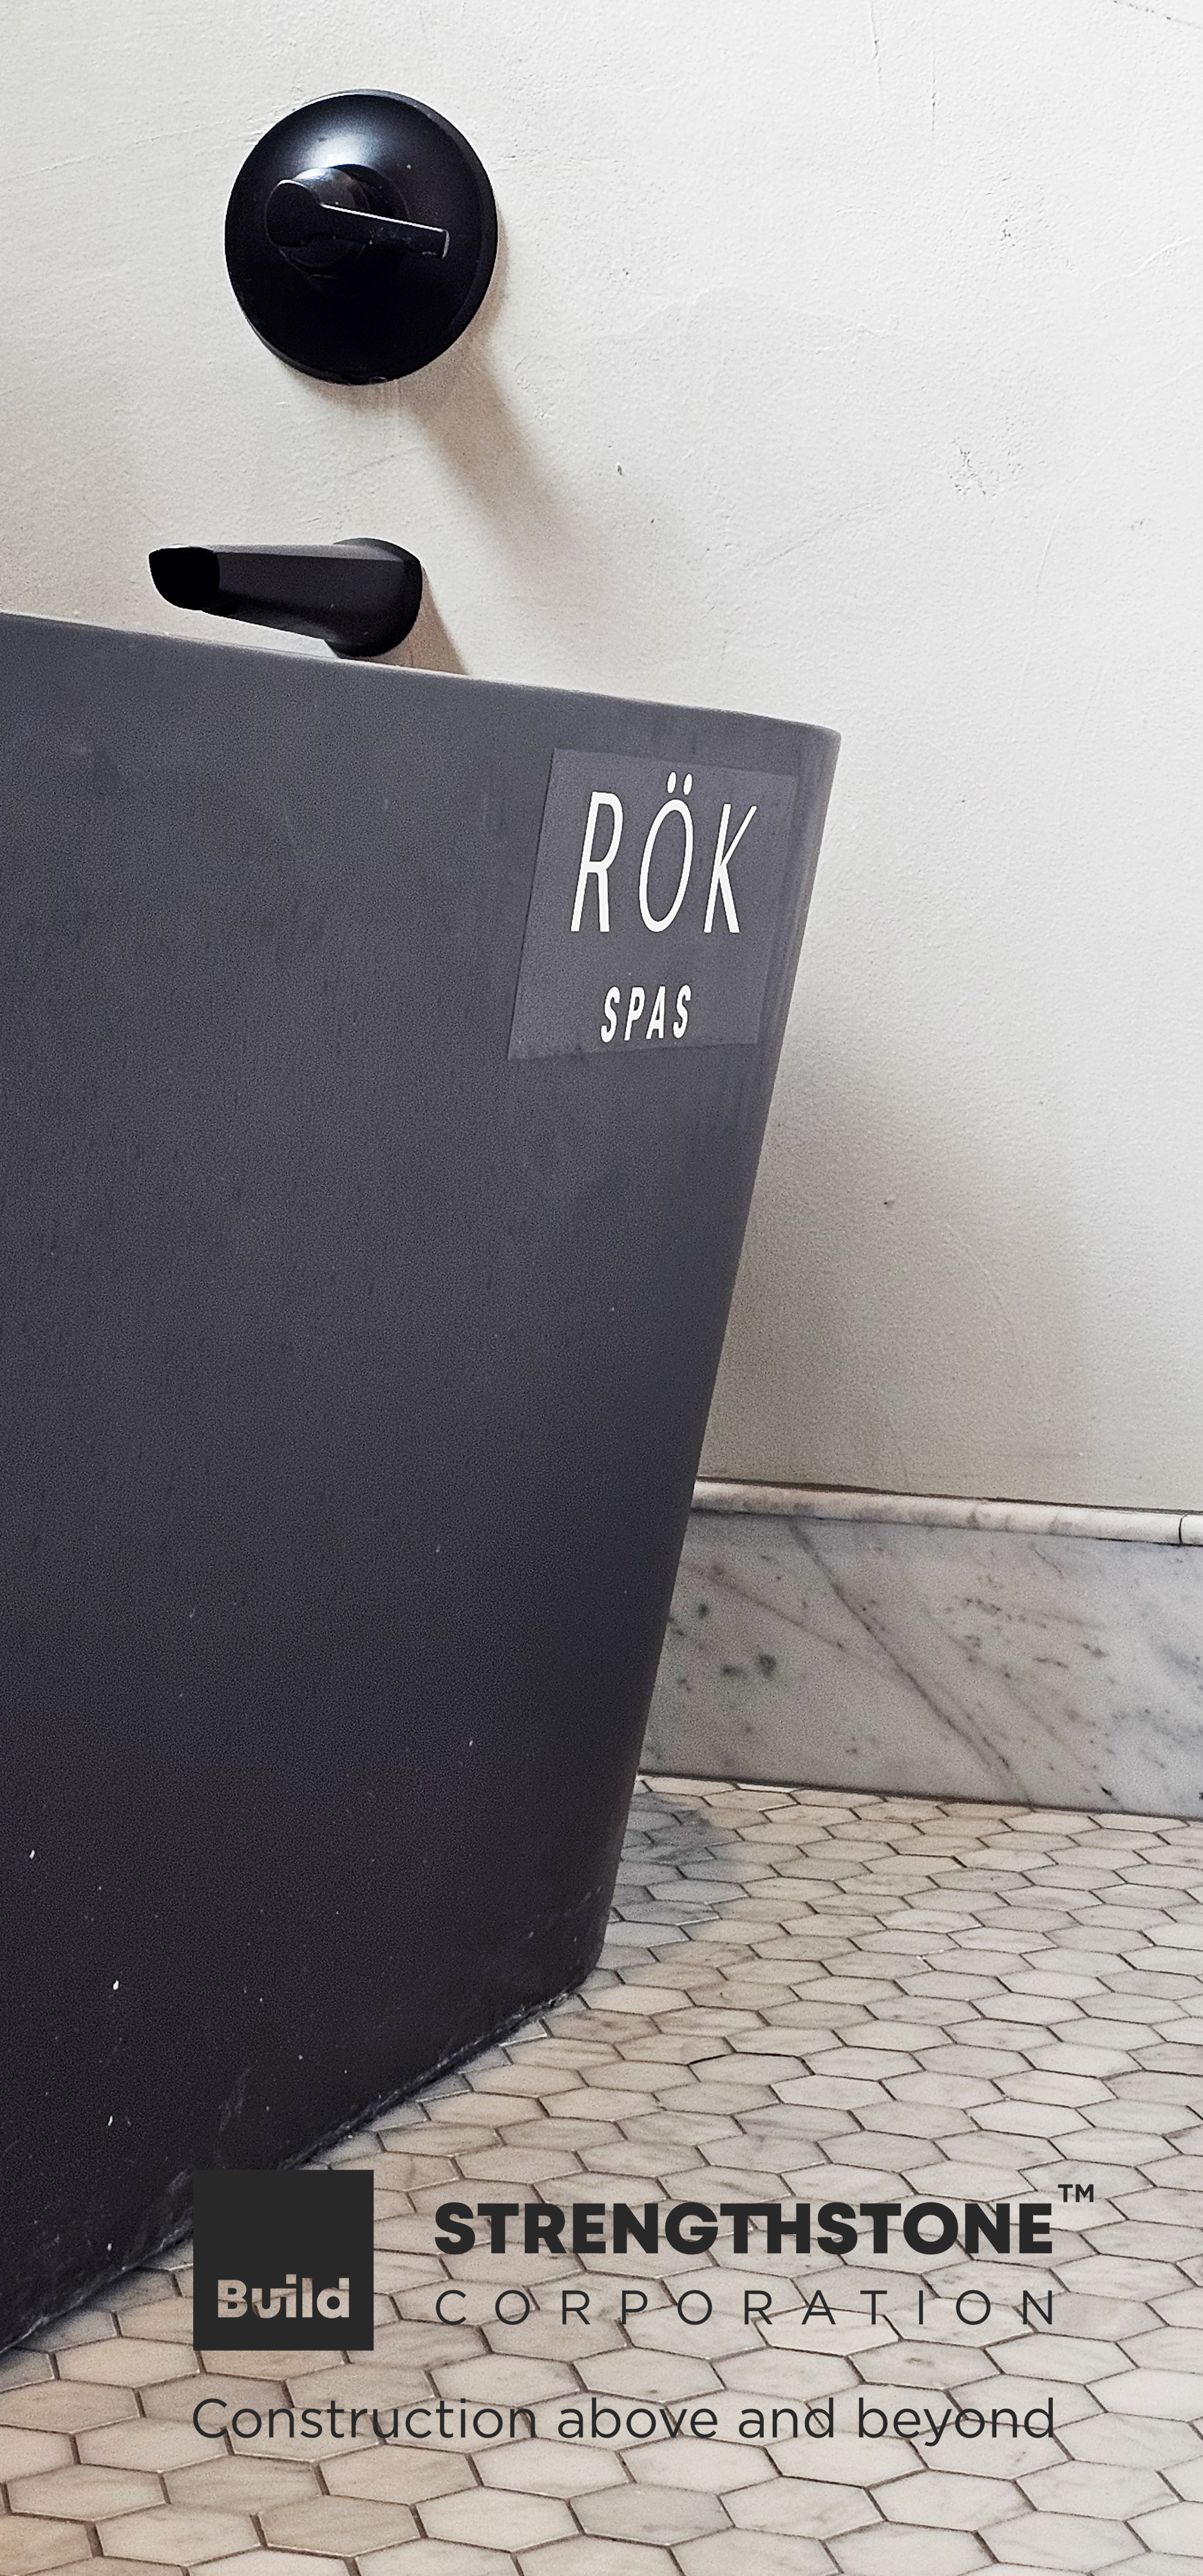 RÖK
SPAS
Build
STRENGTHSTONE™
CORPORATION
Construction above and beyond